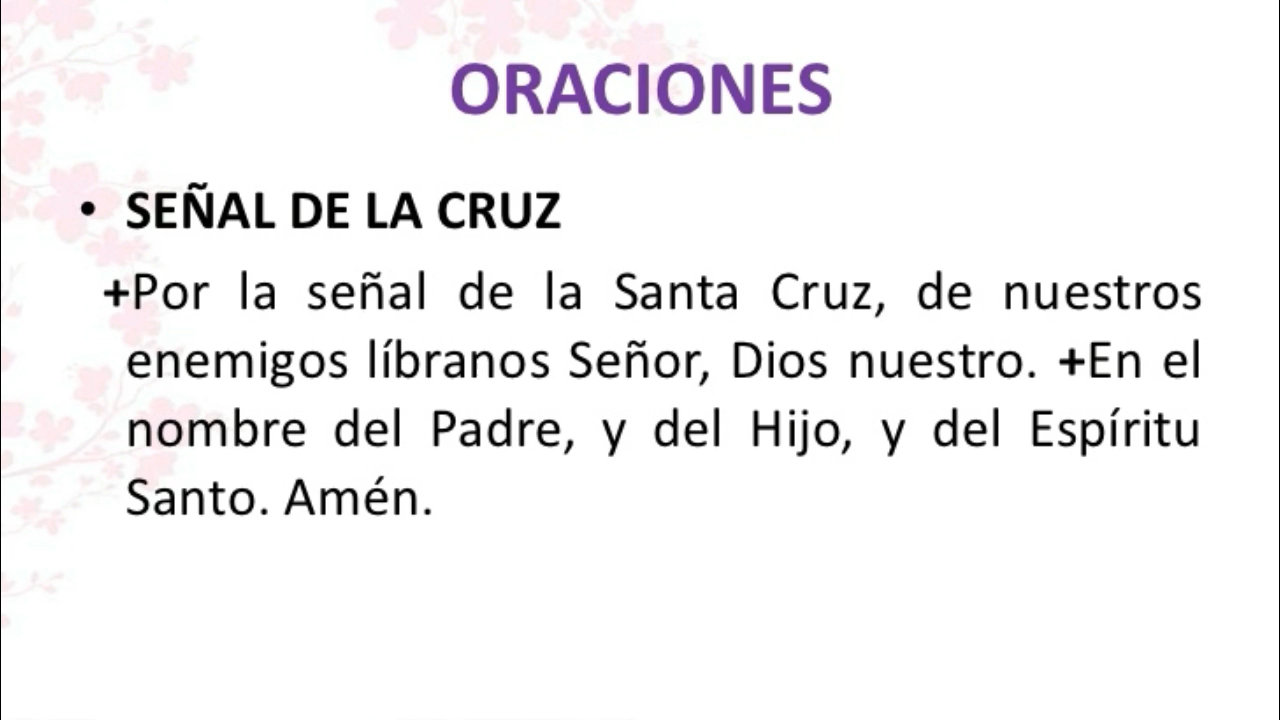 ORACIONES
• SEÑAL DE LA CRUZ
+Por la señal de la Santa Cruz, de nuestros
enemigos líbranos Señor, Dios nuestro. +En el
nombre del Padre, y del Hijo, y del Espíritu
Santo. Amén.